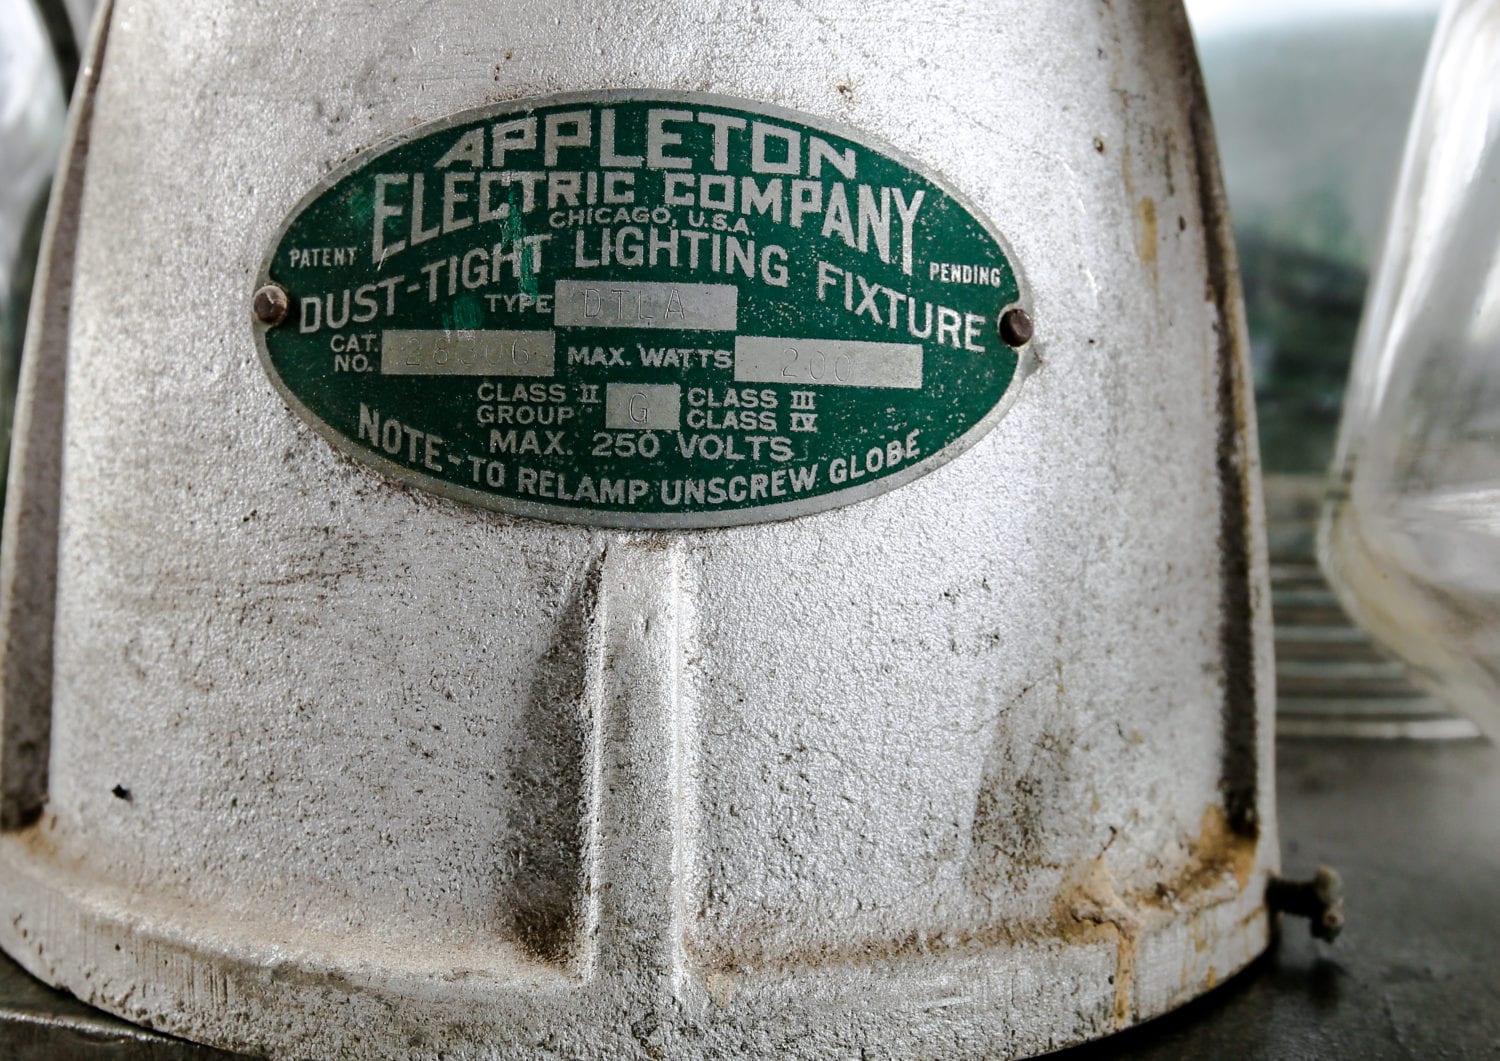 APPLETON
ELECTRIC COMPANY
CHICAGO, U.S.A.
PATENT PENDING
DUST-TIGHT LIGHTING FIXTURE
TYPE DTLA
CAT. NO. MAX. WATTS 200
CLASS II GROUP G CLASS III CLASS IV
MAX. 250 VOLTS
NOTE-TO RELAMP UNSCREW GLOBE